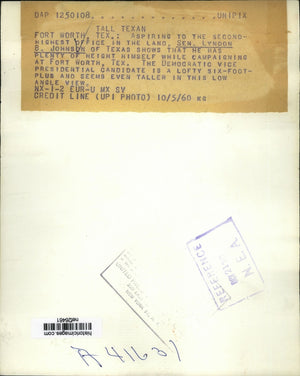 DAP 1250108. . . . . . . . . . . . . . . UNIPIX
TALL TEXAN
FORT WORTH, TEX.: ASPIRING TO THE SECOND-
HIGHEST OFFICE IN THE LAND, SEN. LYNDON
B. JOHNSON OF TEXAS SHOWS THAT HE HAS
PLENTY OF HEIGHT HIMSELF WHILE CAMPAIGNING
AT FORT WORTH, TEX. THE DEMOCRATIC VICE
PRESIDENTIAL CANDIDATE IS A LOFTY SIX-FOOT-
PLUS AND SEEMS EVEN TALLER IN THIS LOW
ANGLE VIEW.
NX-1-2 EUR-U MX SV
CREDIT LINE (UPI PHOTO) 10/5/60 KG
REFERENCE
N.E.A.
historicimages.com
A41631